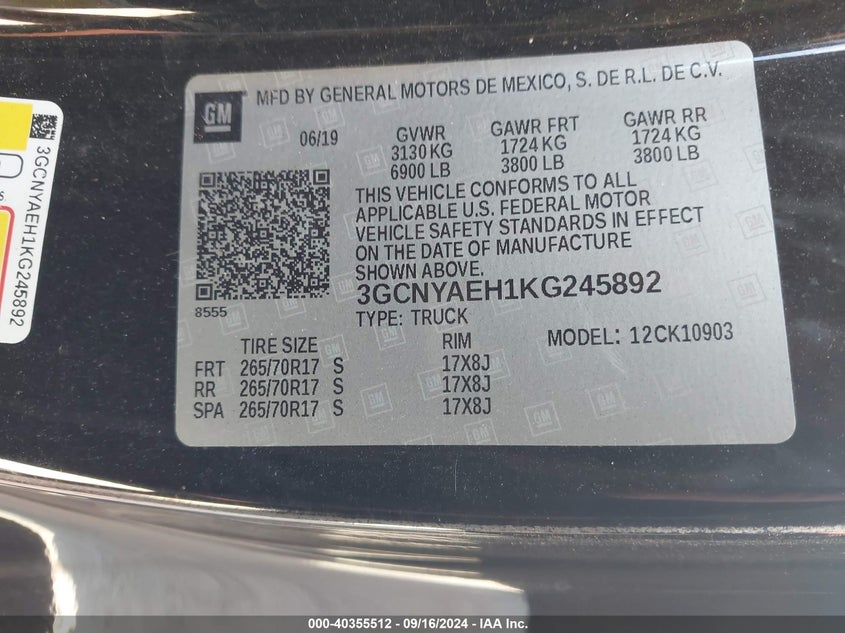 GM
MFD BY GENERAL MOTORS DE MEXICO, S. DE R.L. DE C.V.
06/19
GVWR
3130 KG
6900 LB
GAWR FRT
1724 KG
3800 LB
GAWR RR
1724 KG
3800 LB
THIS VEHICLE CONFORMS TO ALL
APPLICABLE U.S. FEDERAL MOTOR
VEHICLE SAFETY STANDARDS IN EFFECT
ON THE DATE OF MANUFACTURE
SHOWN ABOVE.
8555
3GCNYAEH1KG245892
TYPE: TRUCK
MODEL: 12CK10903
TIRE SIZE RIM
FRT 265/70R17 S 17X8J
RR 265/70R17 S 17X8J
SPA 265/70R17 S 17X8J
3GCNYAEH1KG245892
000-40355512 - 09/16/2024 - IAA Inc.